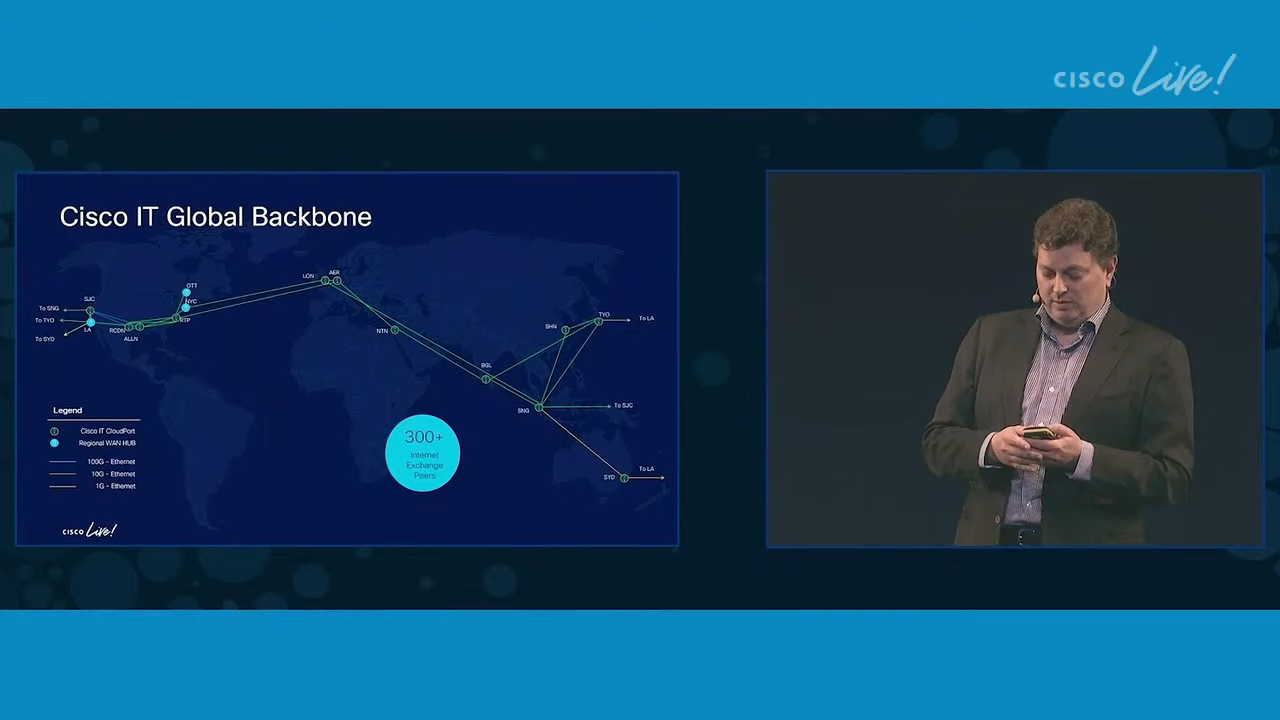 CISCO Live!
Cisco IT Global Backbone
LON
AER
OTT
SJC
NYC
To SNG
To TYO
LA
RCDN
RTP
To SYD
ALLN
NTN
SHN
TYO
To LA
BGL
SNG
To SJC
Legend
Cisco IT CloudPort
Regional WAN HUB
100G - Ethernet
10G - Ethernet
1G - Ethernet
300+
Internet
Exchange
Peers
SYD
To LA
CISCO Live!